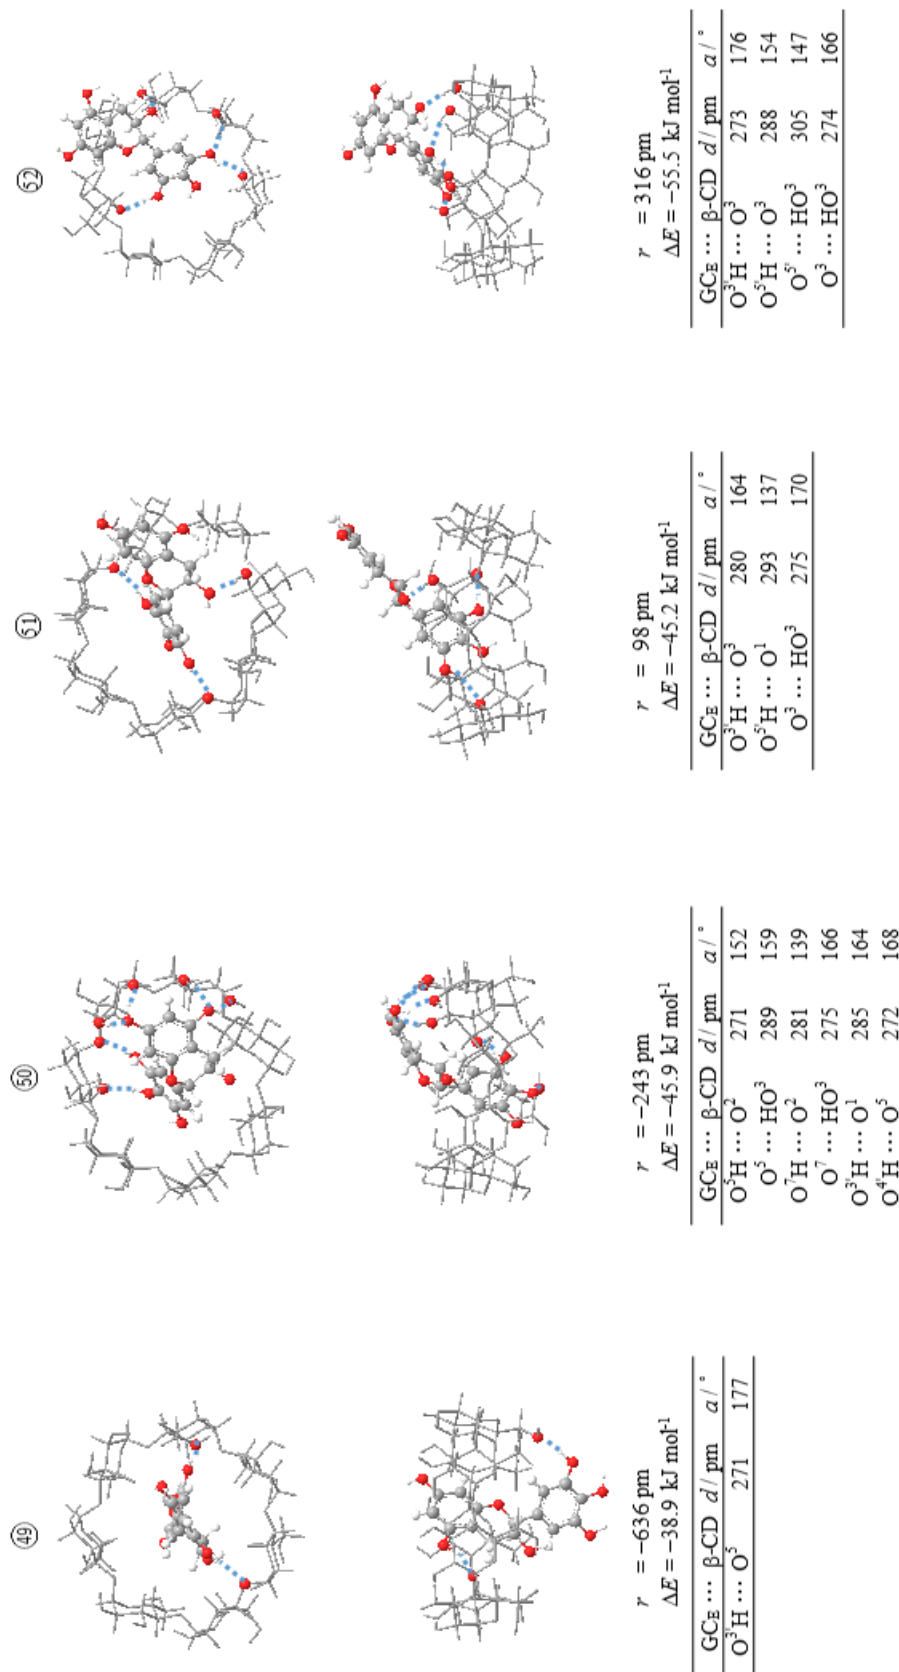 49
r = −636 pm
ΔE = −38.9 kJ mol⁻¹
GC_E ··· β-CD d / pm a / °
O³'H ··· O⁵ 271 177
50
r = −243 pm
ΔE = −45.9 kJ mol⁻¹
GC_E ··· β-CD d / pm a / °
O⁵H ··· O² 271 152
O⁵ ··· HO³ 289 159
O⁷H ··· O² 281 139
O⁷ ··· HO³ 275 166
O³'H ··· O¹ 285 164
O⁴'H ··· O⁵ 272 168
51
r = 98 pm
ΔE = −45.2 kJ mol⁻¹
GC_E ··· β-CD d / pm a / °
O³'H ··· O³ 280 164
O⁵'H ··· O¹ 293 137
O³ ··· HO³ 275 170
52
r = 316 pm
ΔE = −55.5 kJ mol⁻¹
GC_E ··· β-CD d / pm a / °
O³'H ··· O³ 273 176
O⁵'H ··· O³ 288 154
O⁵' ··· HO³ 305 147
O³ ··· HO³ 274 166